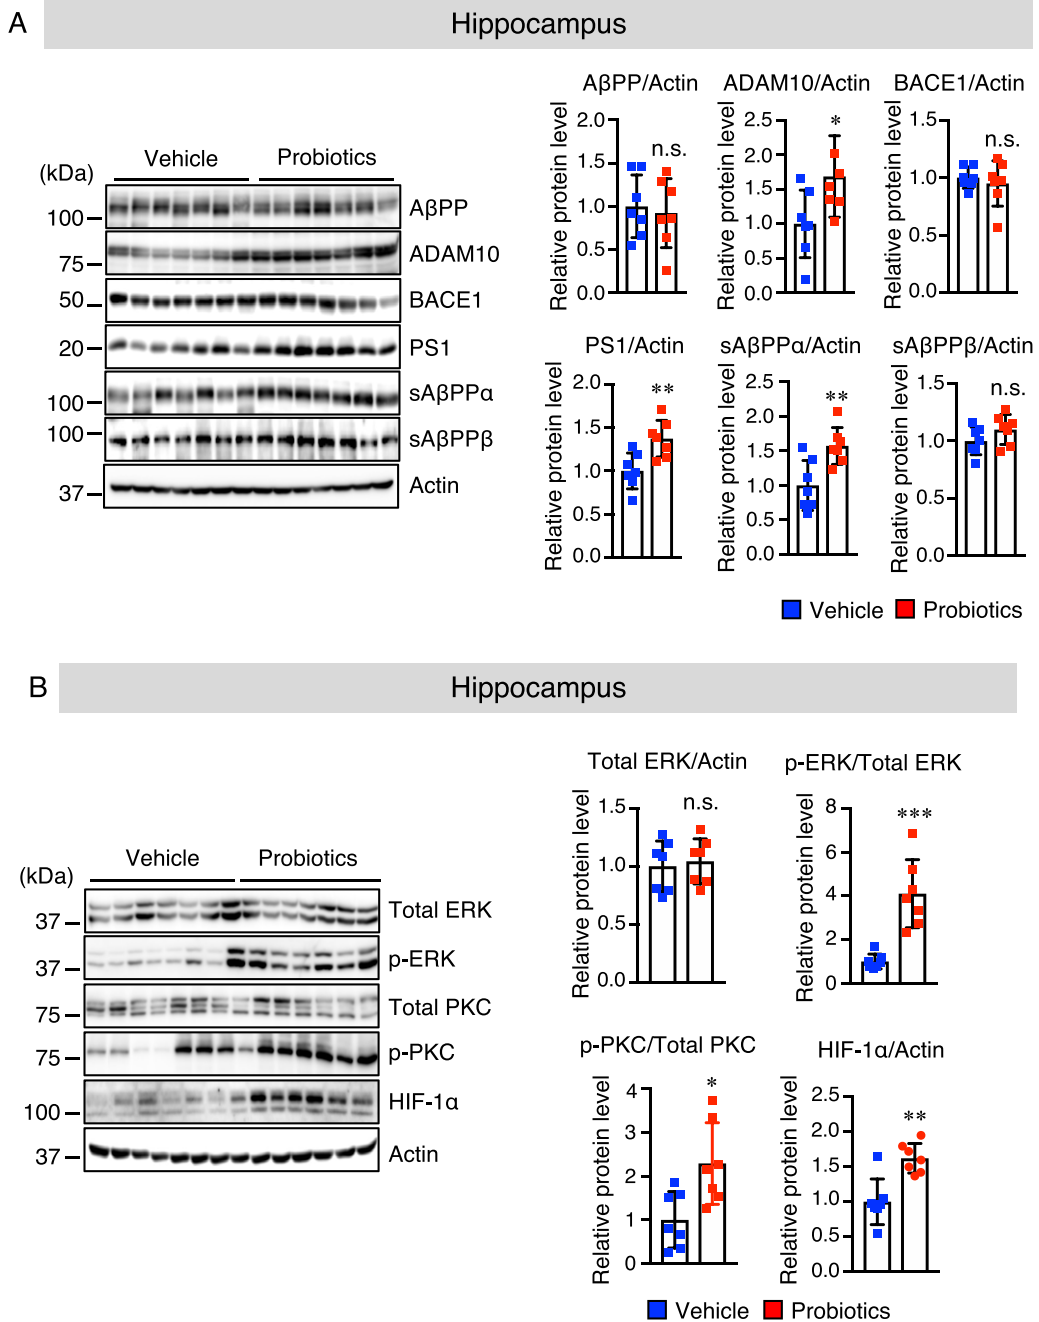 A
Hippocampus
Vehicle Probiotics
(kDa)
100 AβPP
75 ADAM10
50 BACE1
20 PS1
100 sAβPPα
100 sAβPPβ
37 Actin
AβPP/Actin
Relative protein level
2.0
1.5
1.0
0.5
0.0
n.s.
ADAM10/Actin
Relative protein level
2.5
2.0
1.5
1.0
0.5
0.0
*
BACE1/Actin
Relative protein level
1.5
1.0
0.5
0.0
n.s.
PS1/Actin
Relative protein level
2.0
1.5
1.0
0.5
0.0
**
sAβPPα/Actin
Relative protein level
2.5
2.0
1.5
1.0
0.5
0.0
**
sAβPPβ/Actin
Relative protein level
1.5
1.0
0.5
0.0
n.s.
Vehicle Probiotics
B
Hippocampus
Vehicle Probiotics
(kDa)
37 Total ERK
37 p-ERK
75 Total PKC
75 p-PKC
100 HIF-1α
37 Actin
Total ERK/Actin
Relative protein level
1.5
1.0
0.5
0.0
n.s.
p-ERK/Total ERK
Relative protein level
8
6
4
2
0
***
p-PKC/Total PKC
Relative protein level
4
3
2
1
0
*
HIF-1α/Actin
Relative protein level
2.5
2.0
1.5
1.0
0.5
0.0
**
Vehicle Probiotics